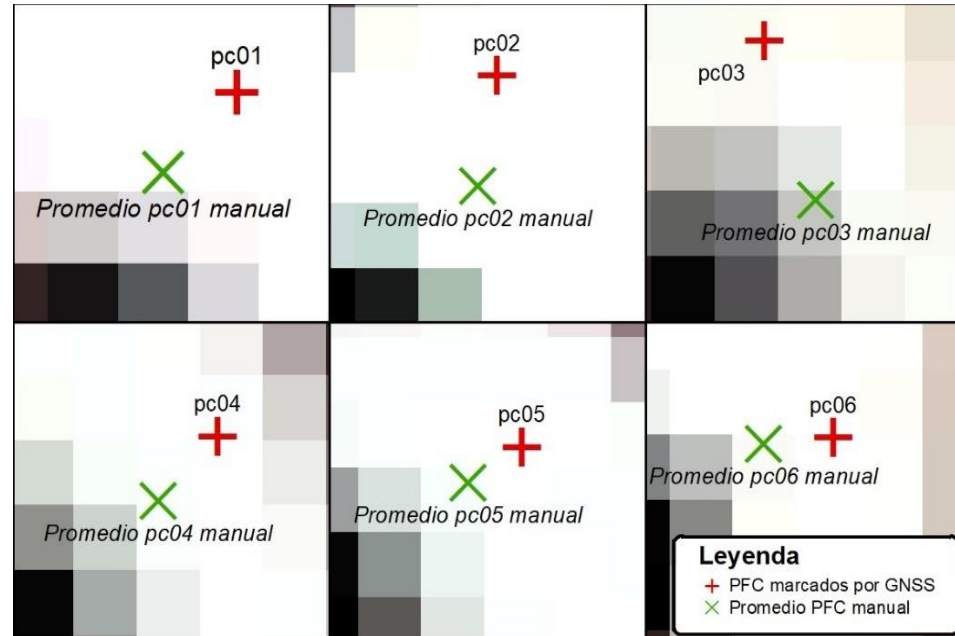 pc01
Promedio pc01 manual
pc02
Promedio pc02 manual
pc03
Promedio pc03 manual
pc04
Promedio pc04 manual
pc05
Promedio pc05 manual
pc06
Promedio pc06 manual
Leyenda
PFC marcados por GNSS
Promedio PFC manual